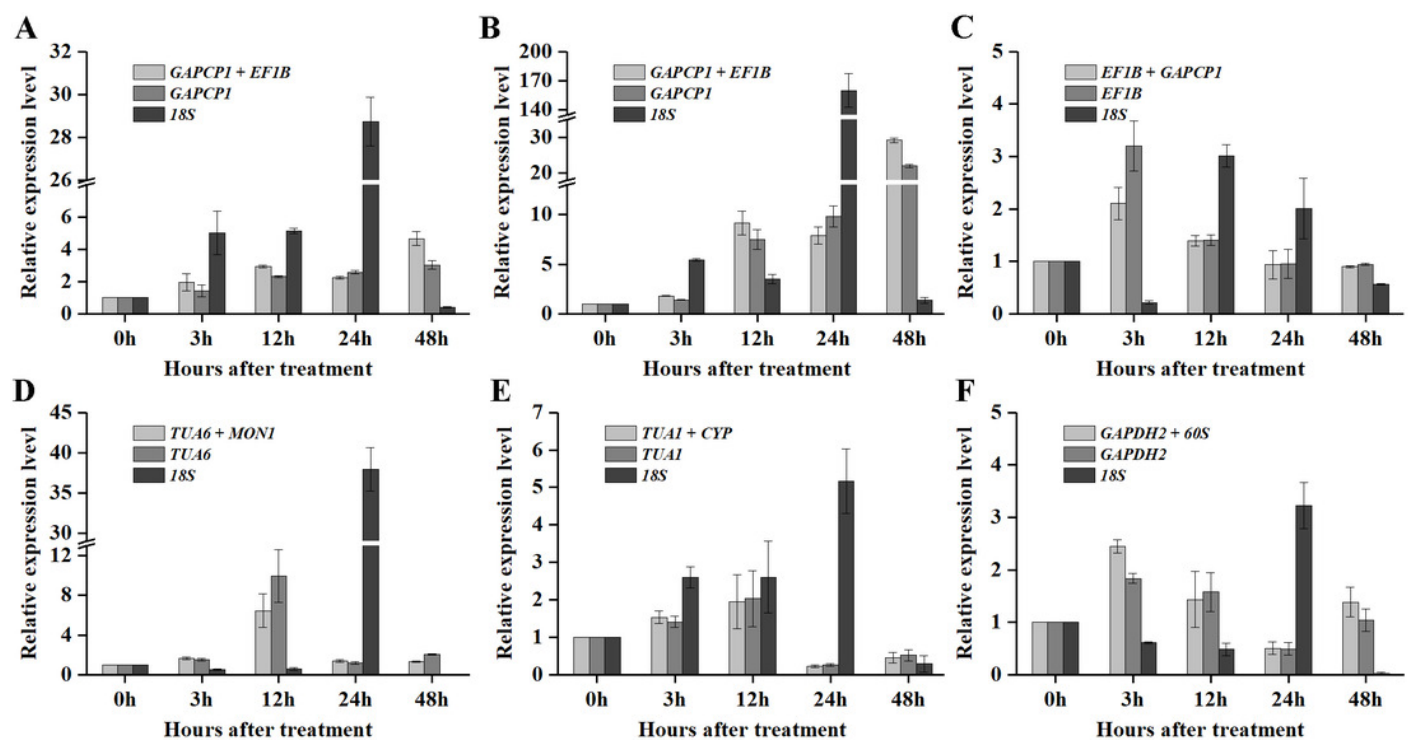 A
Relative expression lvevl
32
30
28
26
6
4
2
0
GAPCP1 + EF1B
GAPCP1
18S
0h 3h 12h 24h 48h
Hours after treatment
B
Relative expression lvevl
200
170
140
110
30
20
10
5
0
GAPCP1 + EF1B
GAPCP1
18S
0h 3h 12h 24h 48h
Hours after treatment
C
Relative expression lvevl
5
4
3
2
1
0
EF1B + GAPCP1
EF1B
18S
0h 3h 12h 24h 48h
Hours after treatment
D
Relative expression lvevl
45
40
35
30
12
8
4
0
TUA6 + MON1
TUA6
18S
0h 3h 12h 24h 48h
Hours after treatment
E
Relative expression lvevl
7
6
5
4
3
2
1
0
TUA1 + CYP
TUA1
18S
0h 3h 12h 24h 48h
Hours after treatment
F
Relative expression lvevl
5
4
3
2
1
0
GAPDH2 + 60S
GAPDH2
18S
0h 3h 12h 24h 48h
Hours after treatment